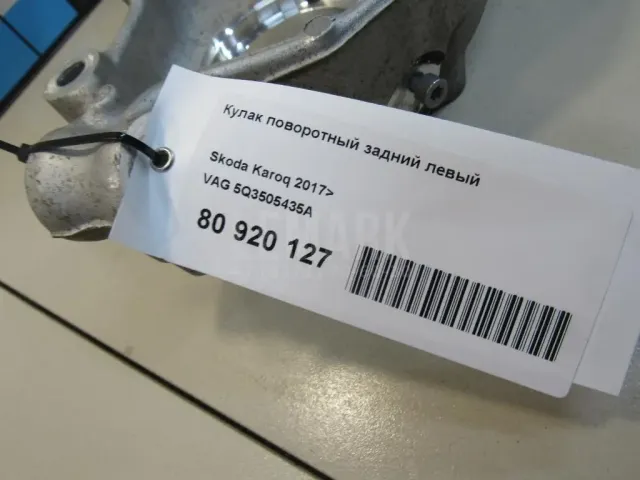 Кулак поворотный задний левый
Skoda Karoq 2017>
VAG 5Q3505435A
80 920 127